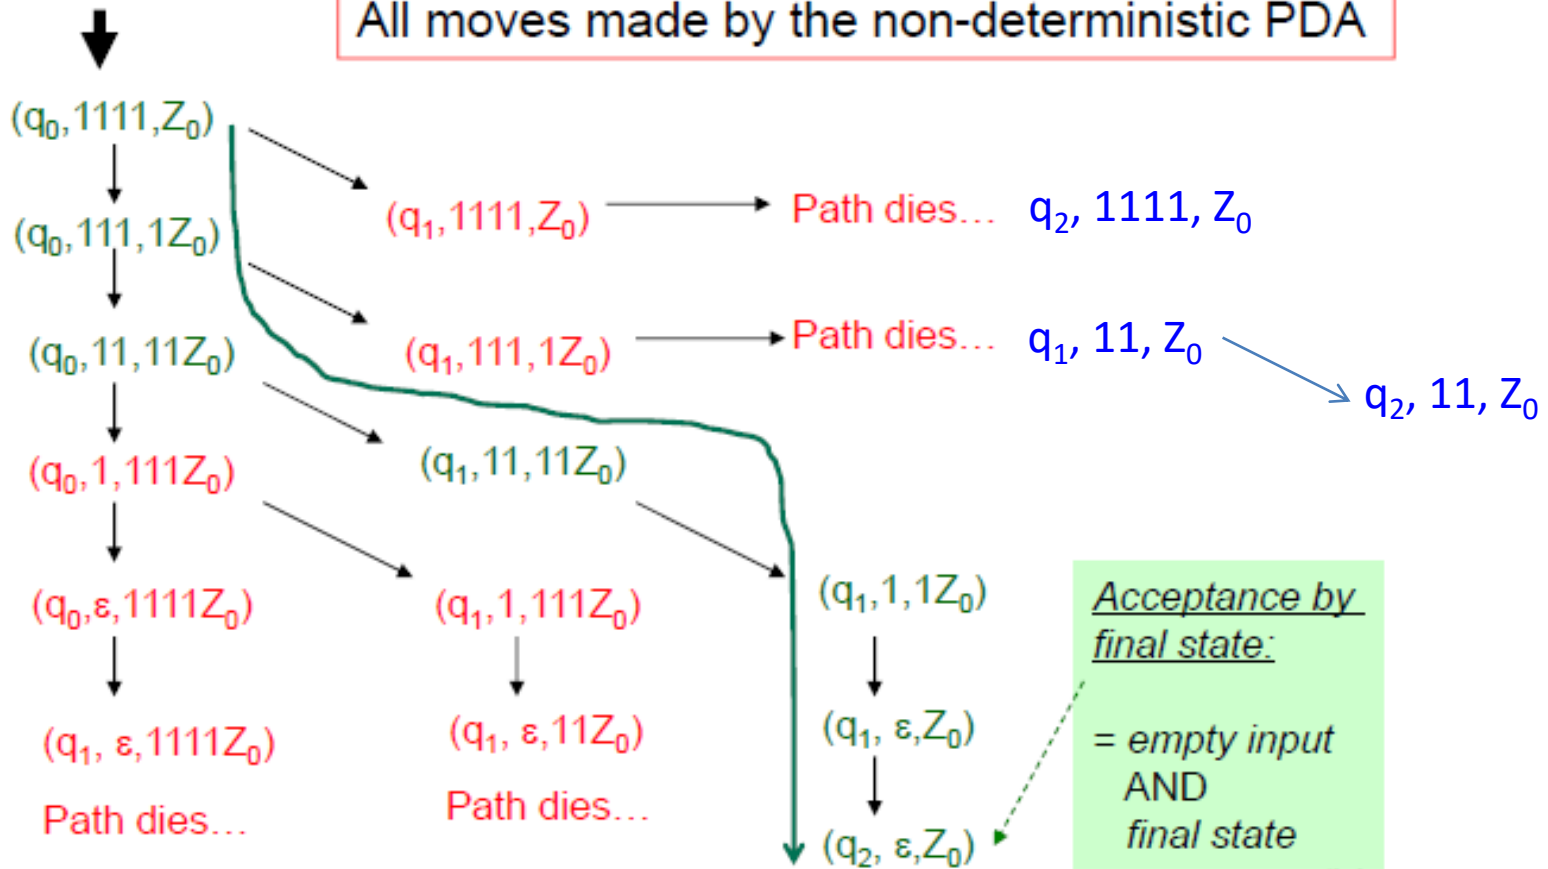 All moves made by the non-deterministic PDA
(q₀,1111,Z₀)
(q₁,1111,Z₀) Path dies… q₂, 1111, Z₀
(q₀,111,1Z₀)
(q₁,111,1Z₀) Path dies… q₁, 11, Z₀
q₂, 11, Z₀
(q₀,11,11Z₀)
(q₁,11,11Z₀)
(q₀,1,111Z₀)
(q₀,ε,1111Z₀) (q₁,1,111Z₀) (q₁,1,1Z₀)
(q₁, ε,1111Z₀) (q₁, ε,11Z₀) (q₁, ε,Z₀)
Path dies… Path dies…
(q₂, ε,Z₀)
Acceptance by
final state:
= empty input
AND
final state